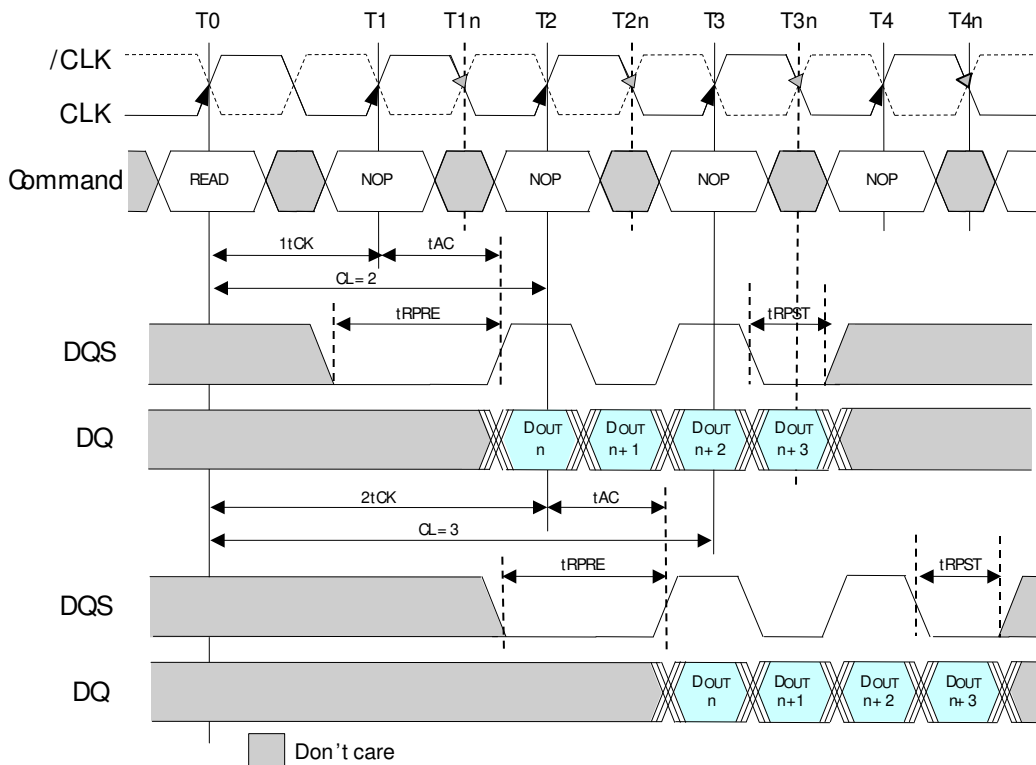 T0 T1 T1n T2 T2n T3 T3n T4 T4n
/CLK
CLK
Command READ NOP NOP NOP NOP
1tCK tAC
CL=2
tRPRE tRPST
DQS
DQ DOUT n DOUT n+1 DOUT n+2 DOUT n+3
2tCK tAC
CL=3
tRPRE tRPST
DQS
DQ DOUT n DOUT n+1 DOUT n+2 DOUT n+3
Don't care